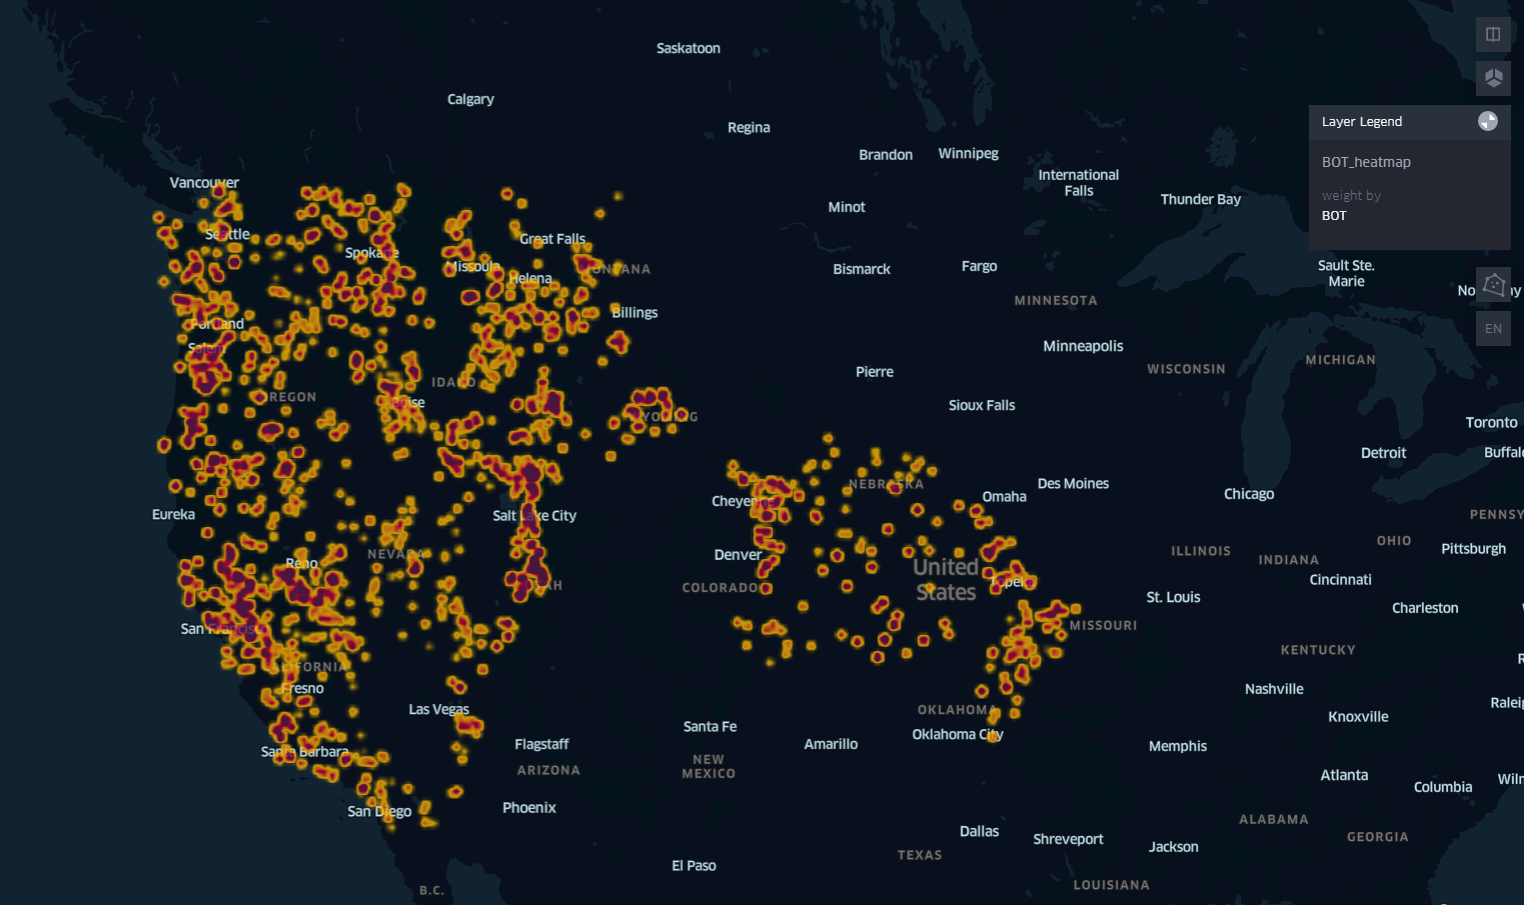 Saskatoon
Calgary
Regina
Brandon
Winnipeg
International
Falls
Thunder Bay
Vancouver
Minot
Seattle
Great Falls
Spokane
Missoula
Helena
MONTANA
Bismarck
Fargo
Sault Ste.
Marie
MINNESOTA
Billings
Portland
Salem
Minneapolis
WISCONSIN
MICHIGAN
Pierre
IDAHO
OREGON
Boise
WYOMING
Sioux Falls
Toronto
Detroit
Buffalo
NEBRASKA
Des Moines
Omaha
Chicago
Cheyenne
Eureka
Salt Lake City
PENNSY
NEVADA
Reno
Denver
ILLINOIS
INDIANA
OHIO
Pittsburgh
United
States
UTAH
COLORADO
Topeka
Cincinnati
St. Louis
Charleston
San Francisco
MISSOURI
KENTUCKY
CALIFORNIA
Fresno
Nashville
Las Vegas
OKLAHOMA
Raleig
Knoxville
Santa Fe
Oklahoma City
Flagstaff
Amarillo
Memphis
Santa Barbara
NEW
MEXICO
ARIZONA
Atlanta
Columbia
Wilm
San Diego
Phoenix
ALABAMA
Dallas
Shreveport
Jackson
GEORGIA
TEXAS
El Paso
LOUISIANA
B.C.
Layer Legend
BOT_heatmap
weight by
BOT
EN